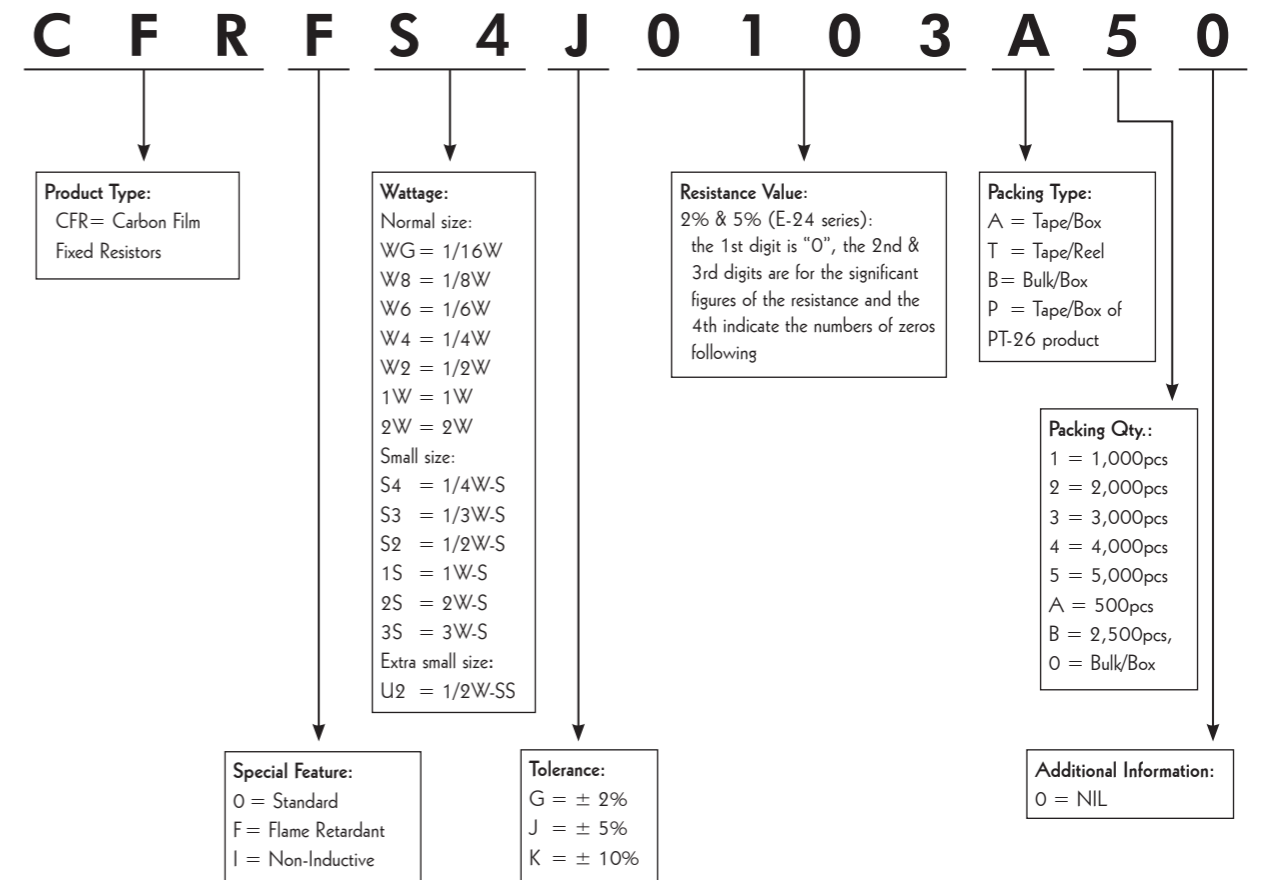 C F R F S 4 J 0 1 0 3 A 5 0
Product Type:
CFR= Carbon Film
Fixed Resistors
Wattage:
Normal size:
WG= 1/16W
W8 = 1/8W
W6 = 1/6W
W4 = 1/4W
W2 = 1/2W
1W = 1W
2W = 2W
Small size:
S4 = 1/4W-S
S3 = 1/3W-S
S2 = 1/2W-S
1S = 1W-S
2S = 2W-S
3S = 3W-S
Extra small size:
U2 = 1/2W-SS
Resistance Value:
2% & 5% (E-24 series):
the 1st digit is “0”, the 2nd &
3rd digits are for the significant
figures of the resistance and the
4th indicate the numbers of zeros
following
Packing Type:
A = Tape/Box
T = Tape/Reel
B= Bulk/Box
P = Tape/Box of
PT-26 product
Packing Qty.:
1 = 1,000pcs
2 = 2,000pcs
3 = 3,000pcs
4 = 4,000pcs
5 = 5,000pcs
A = 500pcs
B = 2,500pcs,
0 = Bulk/Box
Special Feature:
0 = Standard
F = Flame Retardant
I = Non-Inductive
Tolerance:
G = ± 2%
J = ± 5%
K = ± 10%
Additional Information:
0 = NIL